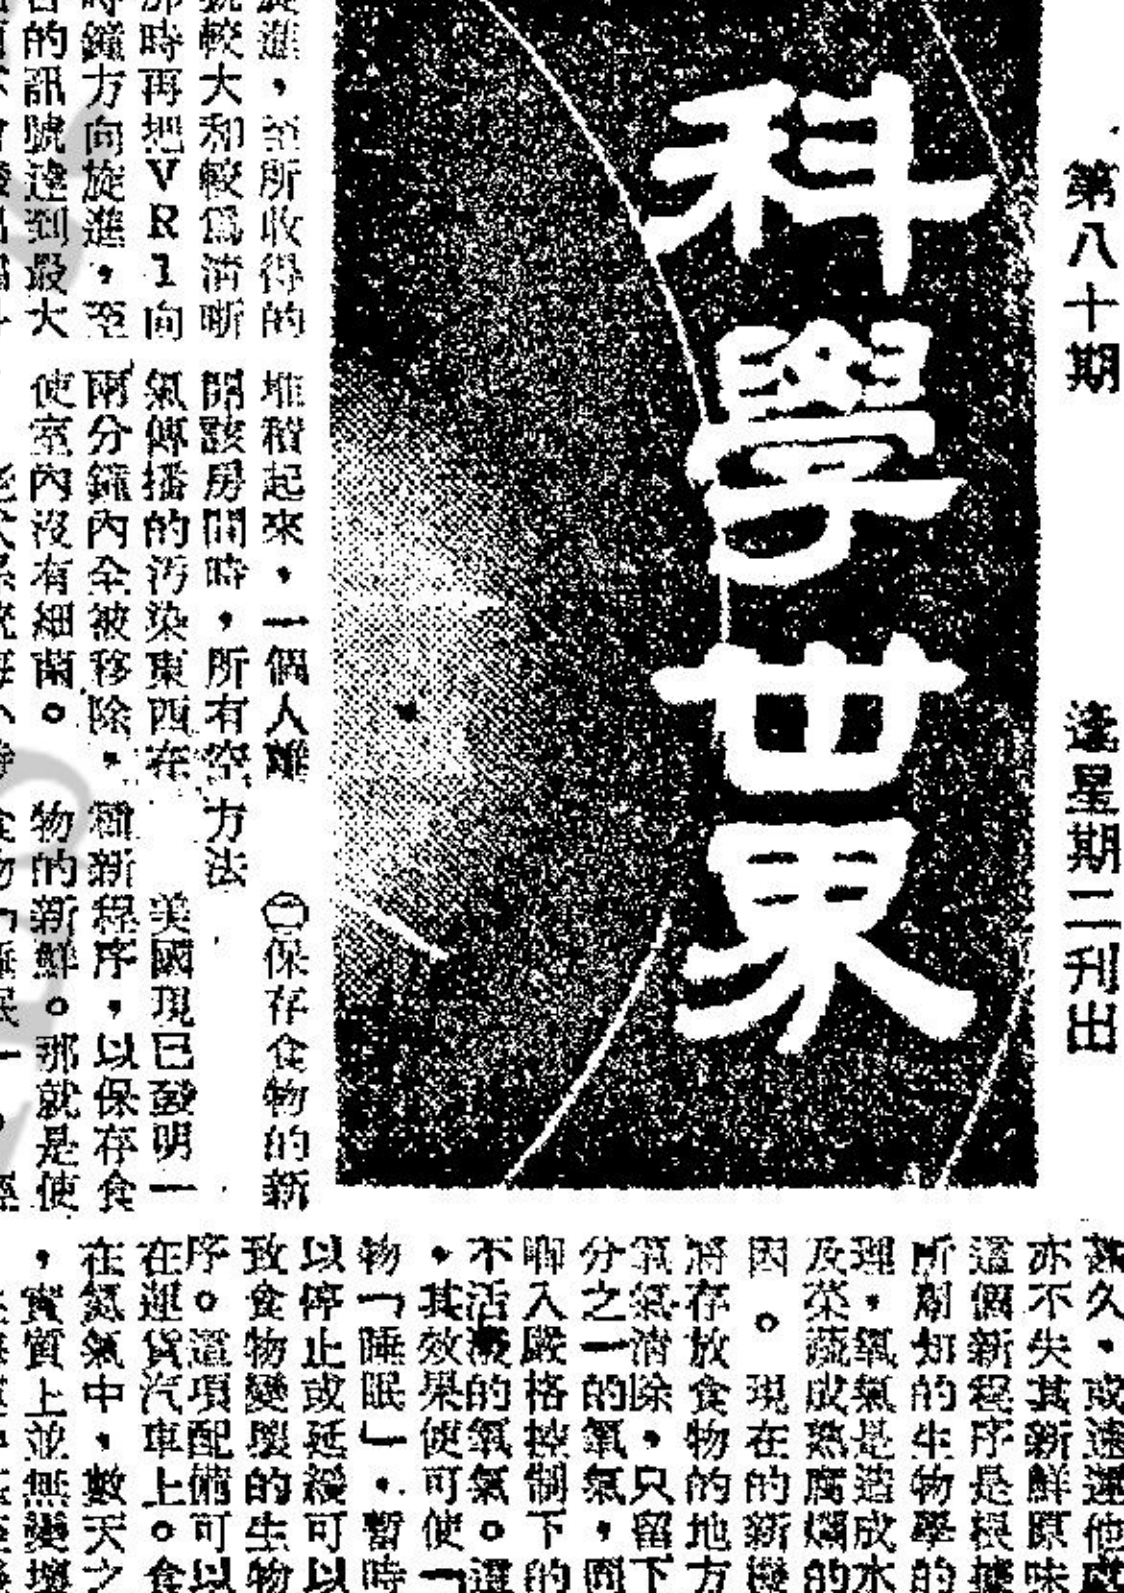 第八十期
逢星期二刊出
科學世界
旋進，至所收得的
較大和較爲清晰
時再把VR1向
時鐘方向旋進，至
的訊號達到最大
堆積起來，一個人離
開該房間時，所有空
氣傳播的汚染東西在
兩分鐘內全被移除，
使室內沒有細菌。
㊁保存食物的新
方法
美國現已發明一
種新程序，以保存食
物的新鮮。那就是使
久，或遠運他處
亦不失其新鮮原味
這個新程序是根據
所知的生物學的
理，氧氣是造成水
及菜蔬成熟腐爛的
因。現在的新機
將存放食物的地方
氧氣清除，只留下
分之一的氧氣，同
入嚴格控制下的
不活潑的氮氣。這
，其效果便可使「
物「睡眠」，暫時
以停止或延緩可以
致食物變壞的生物
序。這項配備可以
在運貨汽車上。食
在氮氣中，數天之
，實質上並無變壞